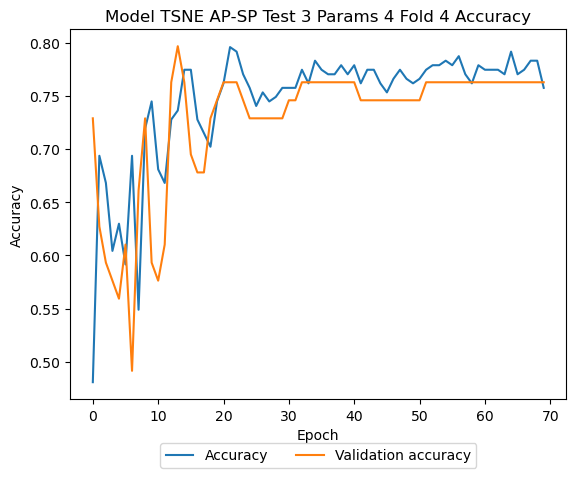 Model TSNE AP-SP Test 3 Params 4 Fold 4 Accuracy
0.80
0.75
0.70
0.65
0.60
0.55
0.50
Accuracy
0 10 20 30 40 50 60 70
Epoch
Accuracy Validation accuracy